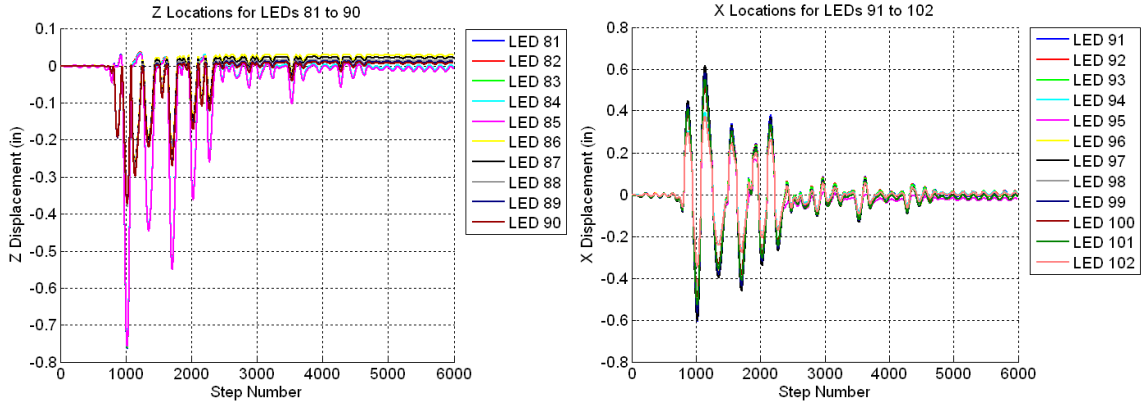 Z Locations for LEDs 81 to 90
0.1
0
-0.1
-0.2
-0.3
-0.4
-0.5
-0.6
-0.7
-0.8
Z Displacement (in)
0 1000 2000 3000 4000 5000 6000
Step Number
LED 81
LED 82
LED 83
LED 84
LED 85
LED 86
LED 87
LED 88
LED 89
LED 90
X Locations for LEDs 91 to 102
0.8
0.6
0.4
0.2
0
-0.2
-0.4
-0.6
-0.8
X Displacement (in)
0 1000 2000 3000 4000 5000 6000
Step Number
LED 91
LED 92
LED 93
LED 94
LED 95
LED 96
LED 97
LED 98
LED 99
LED 100
LED 101
LED 102